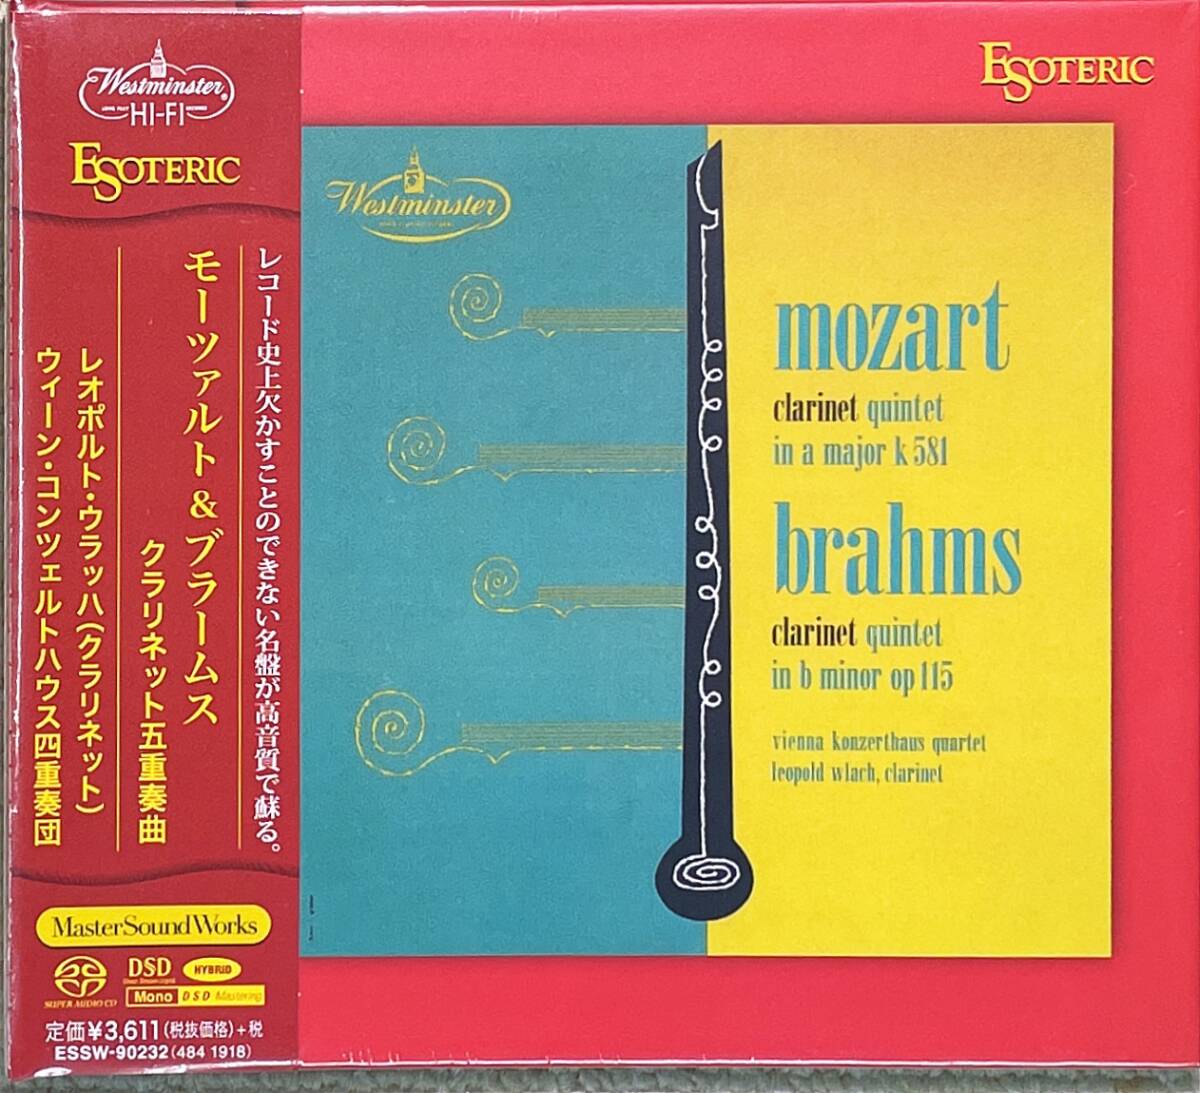 Westminster
HI-FI
ESOTERIC
レコード史上欠かすことのできない名盤が高音質で蘇る。
モーツァルト&ブラームス
クラリネット五重奏曲
レオポルト・ウラッハ(クラリネット)
ウィーン・コンツェルトハウス四重奏団
MasterSoundWorks
SUPER AUDIO CD
DSD
HYBRID
Mono DSD Mastering
定価¥3,611(税抜価格)+税
ESSW-90232(484 1918)
ESOTERIC
Westminster
mozart
clarinet quintet
in a major k 581
brahms
clarinet quintet
in b minor op 115
vienna konzerthaus quartet
leopold wlach, clarinet